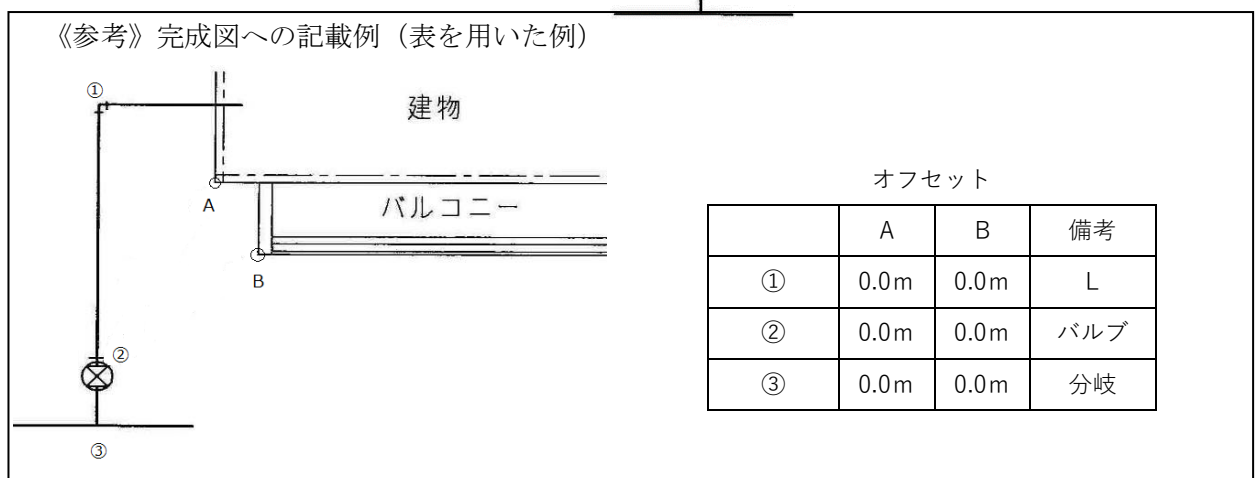 《参考》完成図への記載例（表を用いた例）
①
建物
A
バルコニー
B
②
③
オフセット
A B 備考
① 0.0m 0.0m L
② 0.0m 0.0m バルブ
③ 0.0m 0.0m 分岐